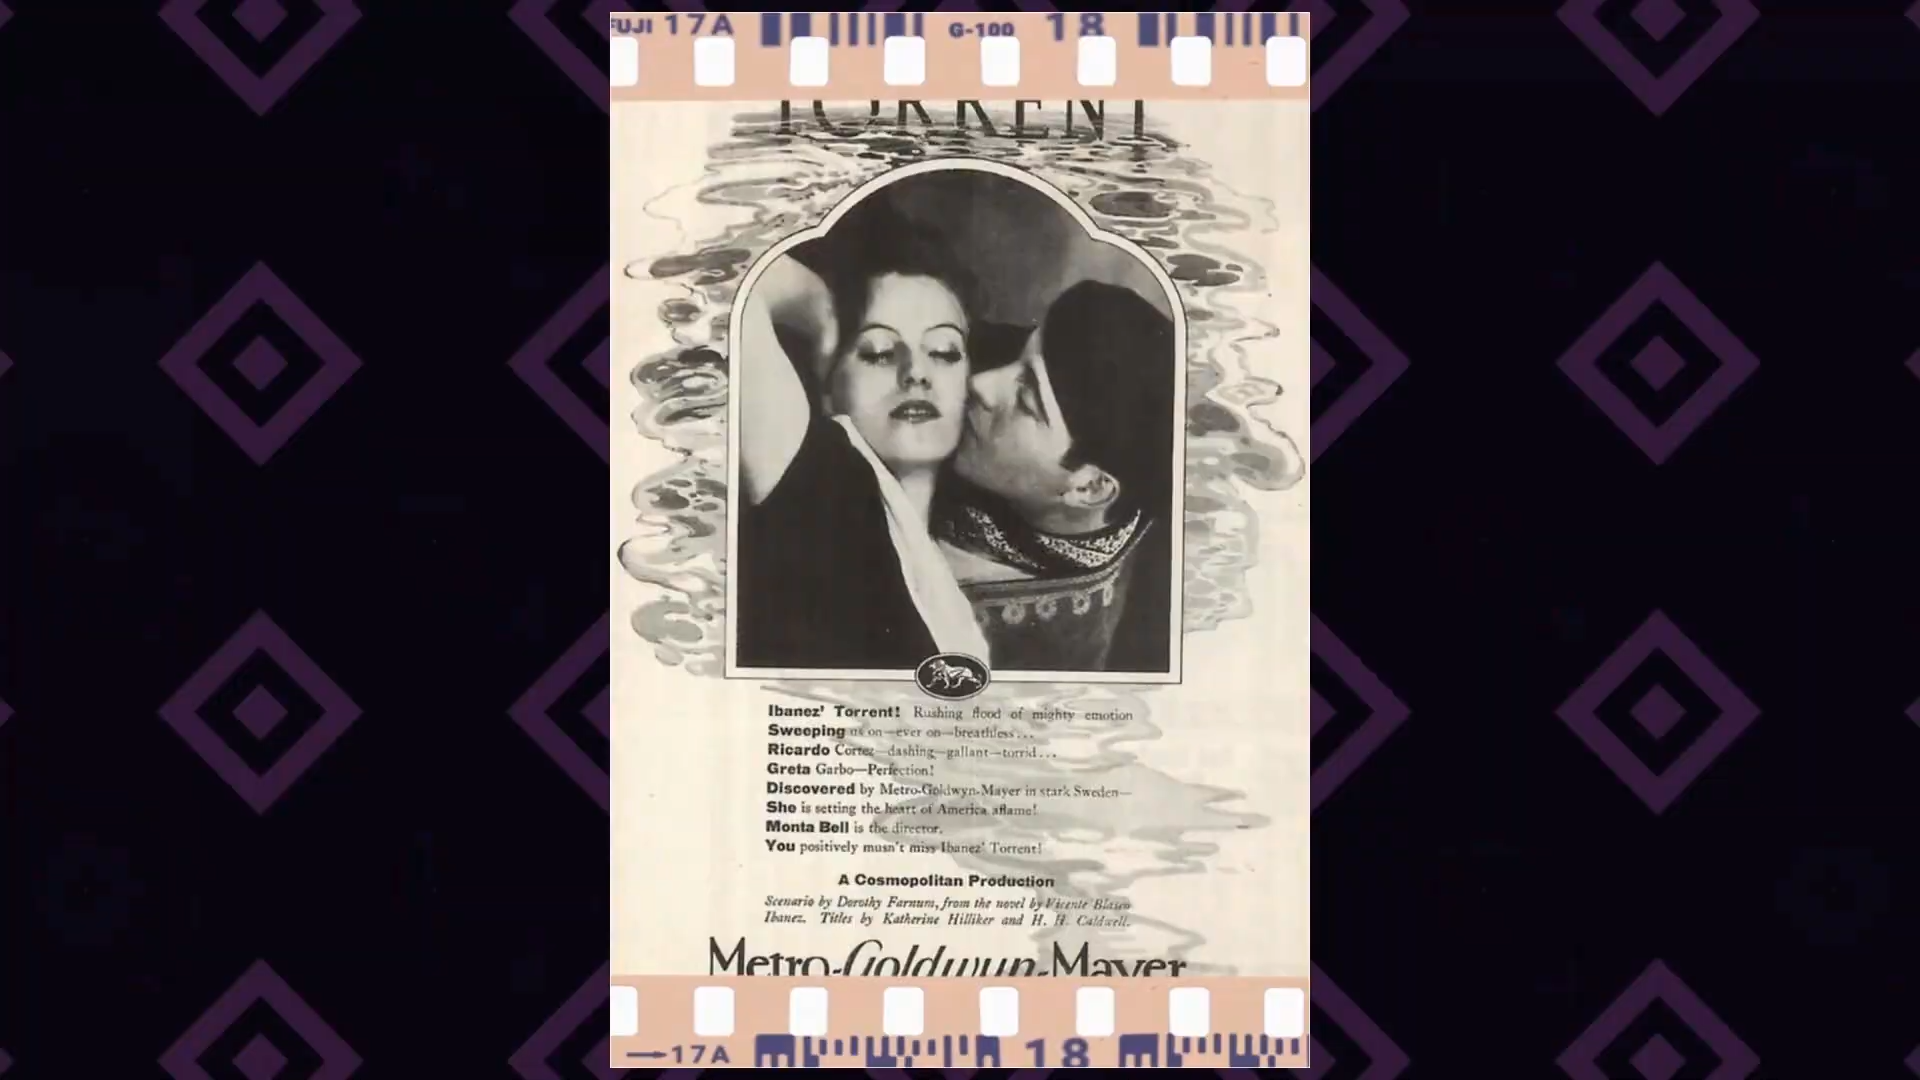 FUJI 17A G-100 18
TORRENT
Ibanez' Torrent! Rushing flood of mighty emotion
Sweeping us on—ever on—breathless...
Ricardo Cortez—dashing—gallant—torrid...
Greta Garbo—Perfection!
Discovered by Metro-Goldwyn-Mayer in stark Sweden—
She is setting the heart of America aflame!
Monta Bell is the director.
You positively musn't miss Ibanez' Torrent!
A Cosmopolitan Production
Scenario by Dorothy Farnum, from the novel by Vicente Blasco
Ibanez. Titles by Katherine Hilliker and H. H. Caldwell.
Metro-Goldwyn-Mayer
→17A 18